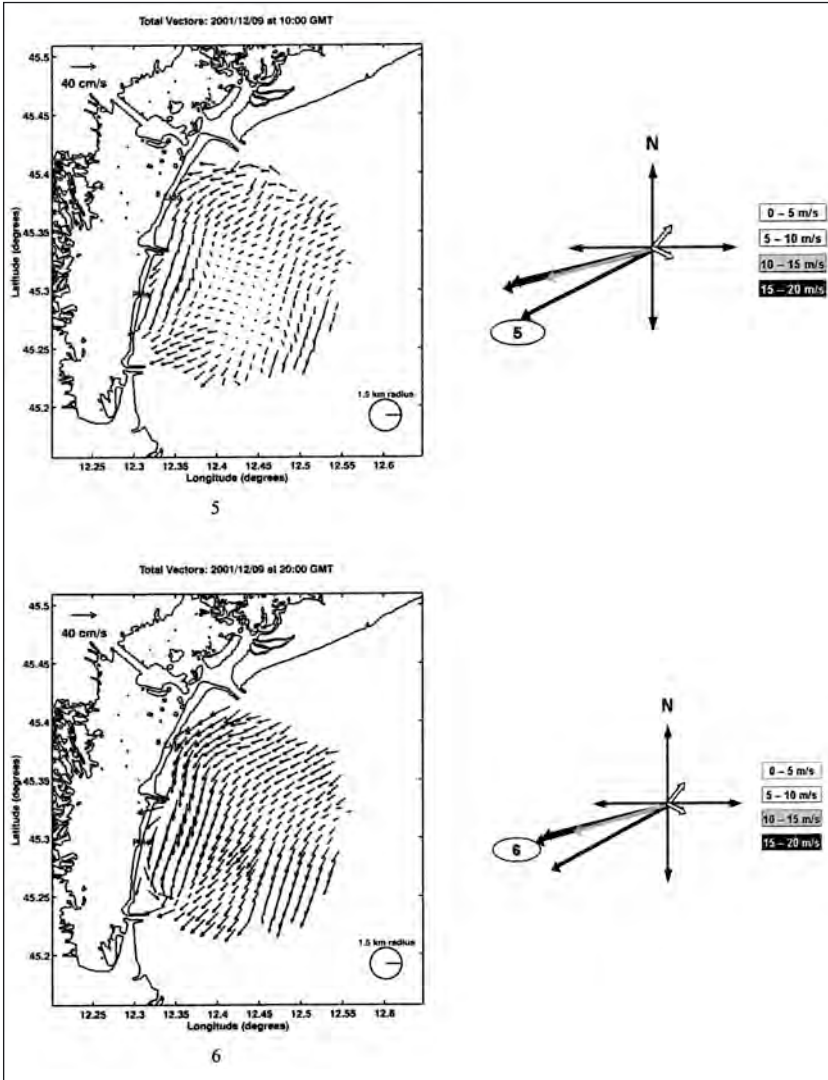 Total Vectors: 2001/12/09 at 10:00 GMT
45.5
40 cm/s
45.45
45.4
45.35
45.3
45.25
45.2
Latitude (degrees)
12.25 12.3 12.35 12.4 12.45 12.5 12.55 12.6
Longitude (degrees)
1.5 km radius
5
N
5
0 – 5 m/s
5 – 10 m/s
10 – 15 m/s
15 – 20 m/s
Total Vectors: 2001/12/09 at 20:00 GMT
45.5
40 cm/s
45.45
45.4
45.35
45.3
45.25
45.2
Latitude (degrees)
12.25 12.3 12.35 12.4 12.45 12.5 12.55 12.6
Longitude (degrees)
1.5 km radius
6
N
6
0 – 5 m/s
5 – 10 m/s
10 – 15 m/s
15 – 20 m/s